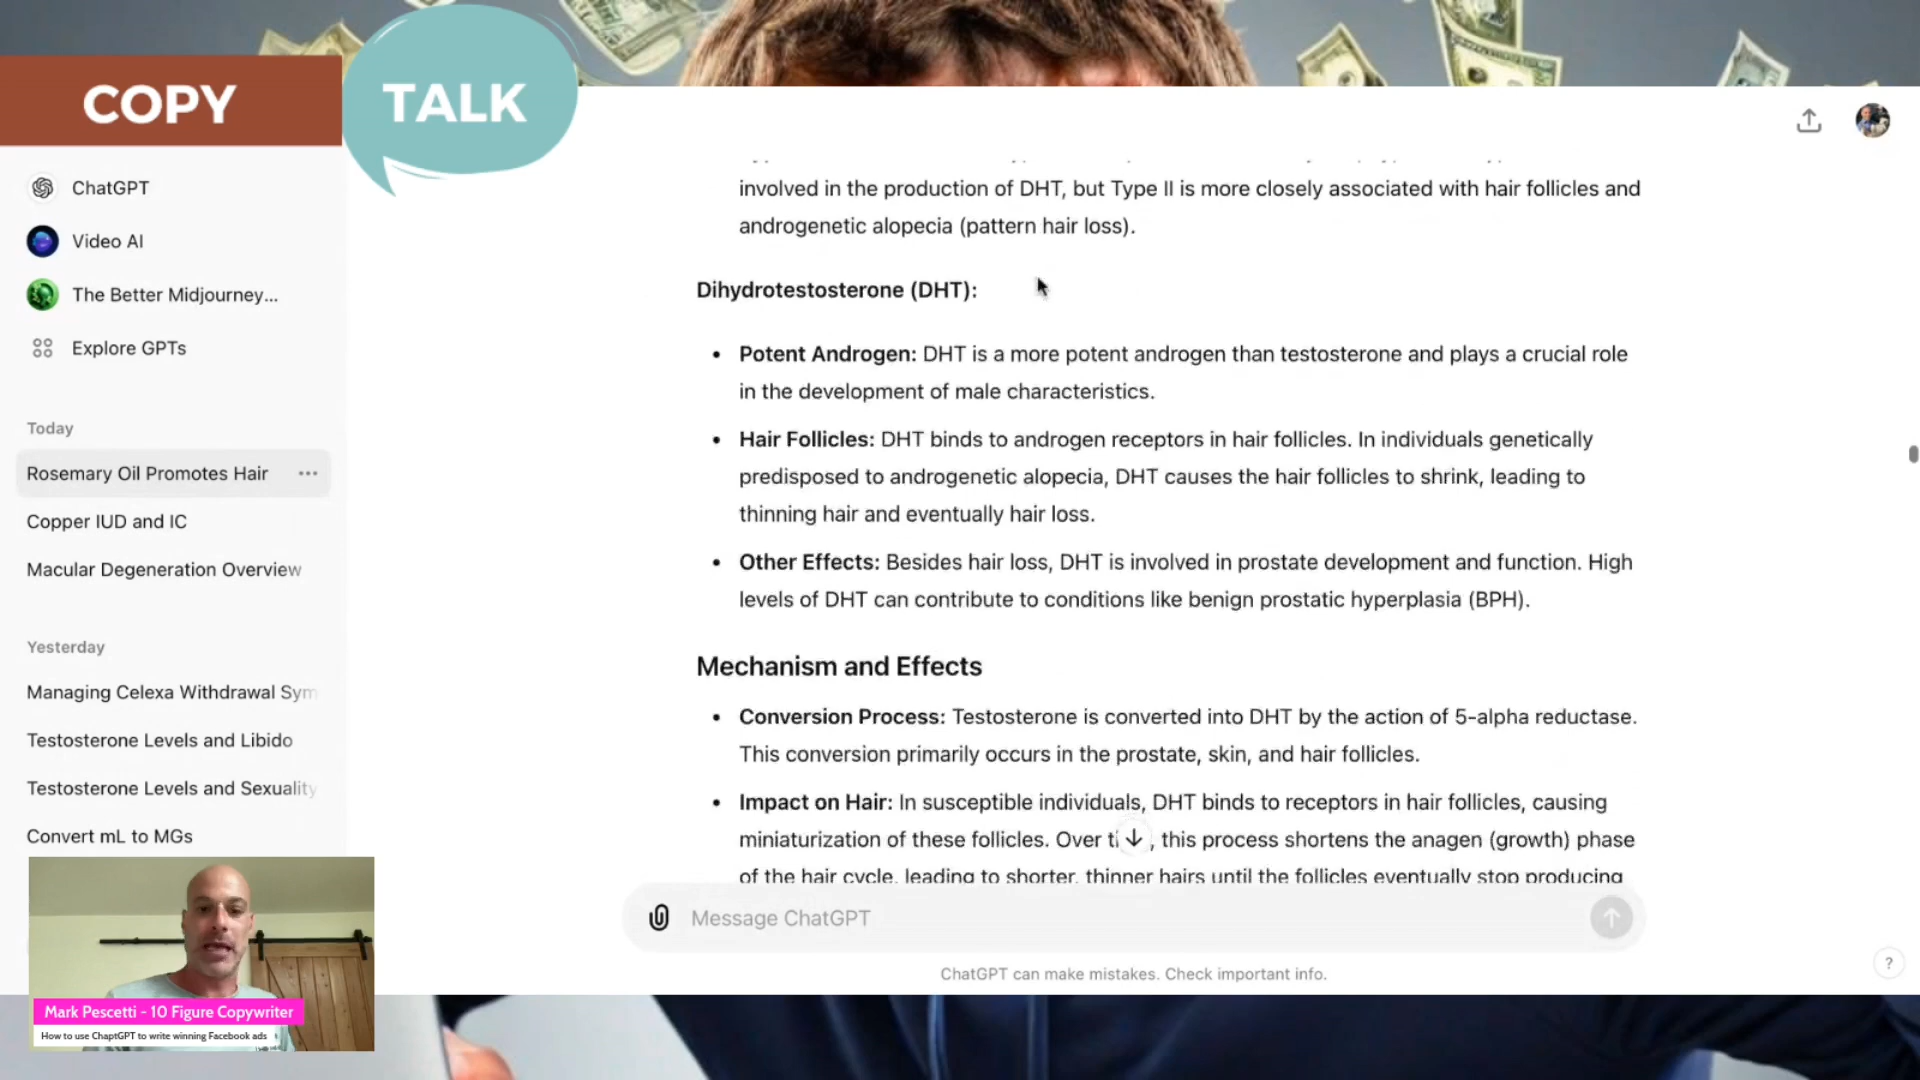 COPY TALK
ChatGPT
Video AI
The Better Midjourney...
Explore GPTs
Today
Rosemary Oil Promotes Hair
Copper IUD and IC
Macular Degeneration Overview
Yesterday
Managing Celexa Withdrawal Sym
Testosterone Levels and Libido
Testosterone Levels and Sexuality
Convert mL to MGs
involved in the production of DHT, but Type II is more closely associated with hair follicles and
androgenetic alopecia (pattern hair loss).
Dihydrotestosterone (DHT):
• Potent Androgen: DHT is a more potent androgen than testosterone and plays a crucial role
in the development of male characteristics.
• Hair Follicles: DHT binds to androgen receptors in hair follicles. In individuals genetically
predisposed to androgenetic alopecia, DHT causes the hair follicles to shrink, leading to
thinning hair and eventually hair loss.
• Other Effects: Besides hair loss, DHT is involved in prostate development and function. High
levels of DHT can contribute to conditions like benign prostatic hyperplasia (BPH).
Mechanism and Effects
• Conversion Process: Testosterone is converted into DHT by the action of 5-alpha reductase.
This conversion primarily occurs in the prostate, skin, and hair follicles.
• Impact on Hair: In susceptible individuals, DHT binds to receptors in hair follicles, causing
miniaturization of these follicles. Over , this process shortens the anagen (growth) phase
of the hair cycle, leading to shorter, thinner hairs until the follicles eventually stop producing
Message ChatGPT
ChatGPT can make mistakes. Check important info.
?
Mark Pescetti - 10 Figure Copywriter
How to use ChaptGPT to write winning Facebook ads